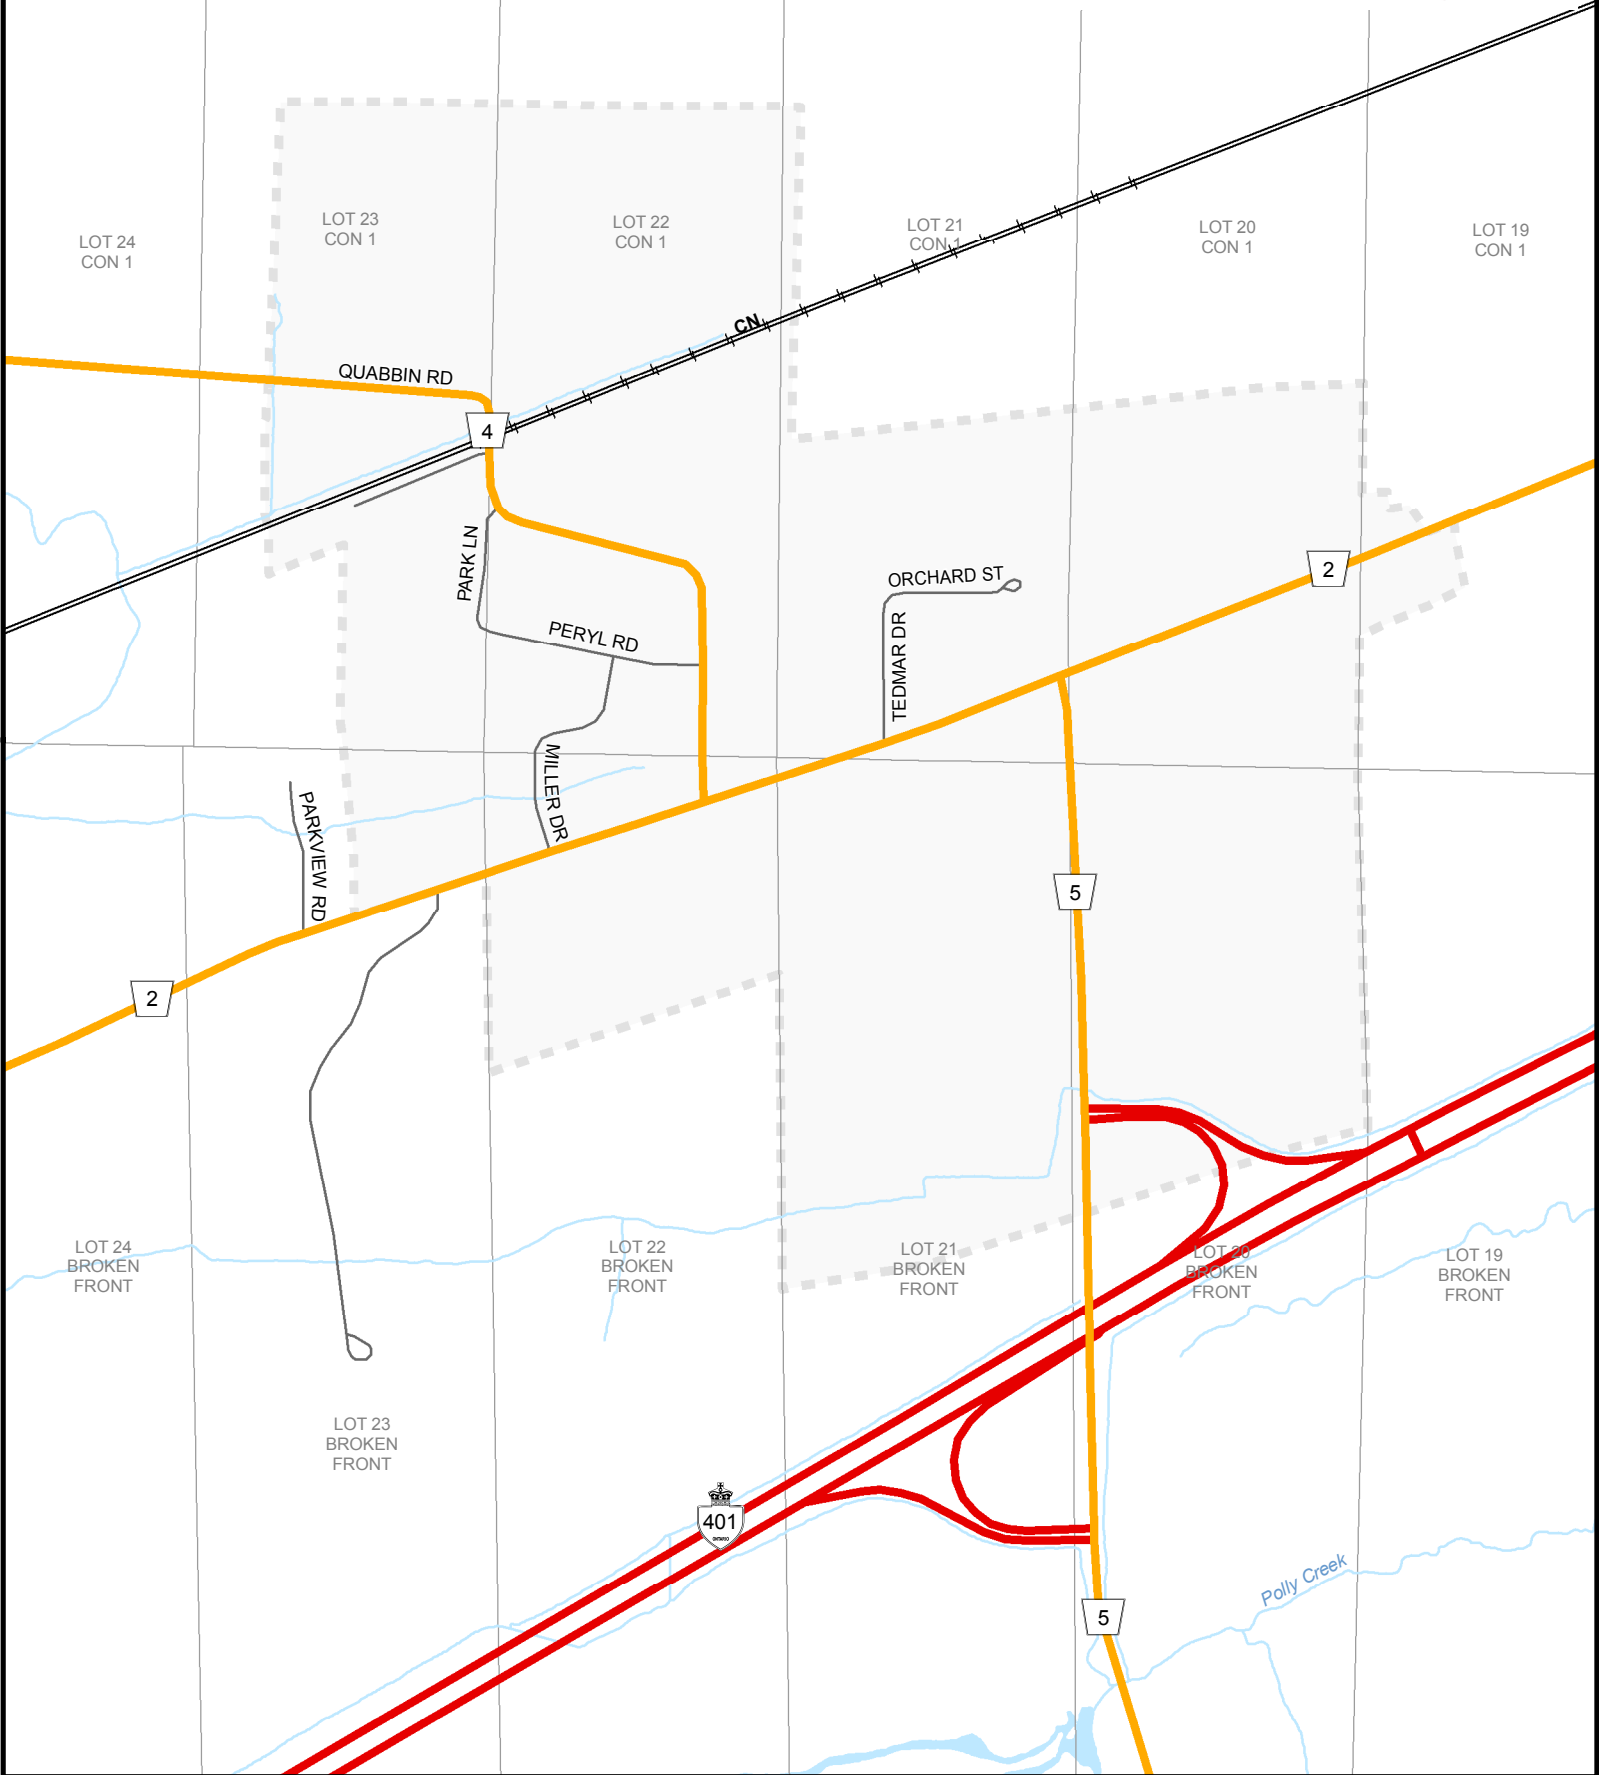 LOT 24
CON 1
LOT 23
CON 1
LOT 22
CON 1
LOT 21
CON 1
LOT 20
CON 1
LOT 19
CON 1
CN
QUABBIN RD
4
PARK LN
PERYL RD
ORCHARD ST
TEDMAR DR
2
MILLER DR
PARKVIEW RD
5
2
LOT 24
BROKEN
FRONT
LOT 22
BROKEN
FRONT
LOT 21
BROKEN
FRONT
LOT 20
BROKEN
FRONT
LOT 19
BROKEN
FRONT
LOT 23
BROKEN
FRONT
401
ONTARIO
Polly Creek
5